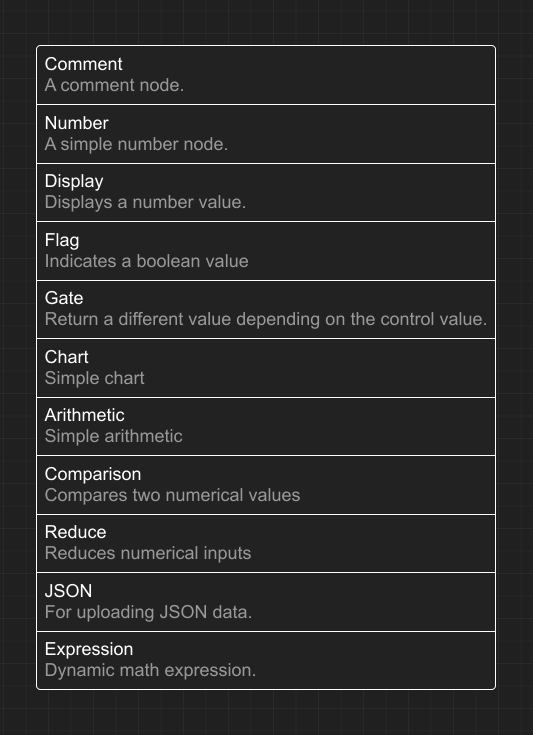 Comment
A comment node.
Number
A simple number node.
Display
Displays a number value.
Flag
Indicates a boolean value
Gate
Return a different value depending on the control value.
Chart
Simple chart
Arithmetic
Simple arithmetic
Comparison
Compares two numerical values
Reduce
Reduces numerical inputs
JSON
For uploading JSON data.
Expression
Dynamic math expression.